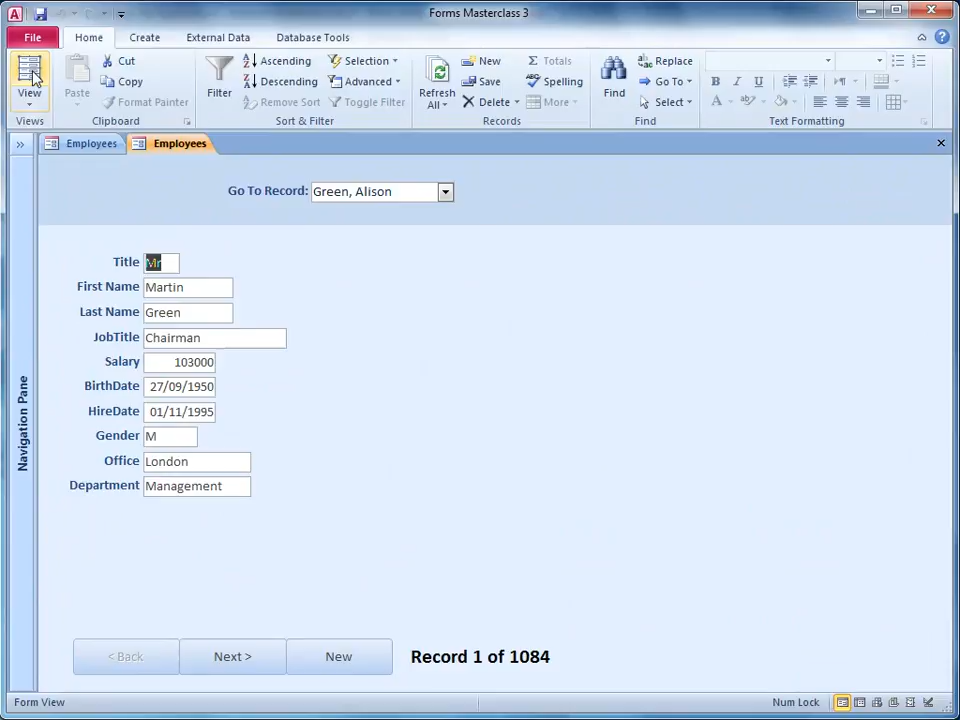 Forms Masterclass 3
File Home Create External Data Database Tools
View
Views
Paste
Cut
Copy
Format Painter
Clipboard
Filter
Ascending
Descending
Remove Sort
Selection
Advanced
Toggle Filter
Sort & Filter
Refresh
All
New
Save
Delete
Totals
Spelling
More
Records
Find
Replace
Go To
Select
Find
B I U
A
Text Formatting
Employees Employees
Navigation Pane
Go To Record: Green, Alison
Title Mr
First Name Martin
Last Name Green
JobTitle Chairman
Salary 103000
BirthDate 27/09/1950
HireDate 01/11/1995
Gender M
Office London
Department Management
< Back Next > New Record 1 of 1084
Form View Num Lock